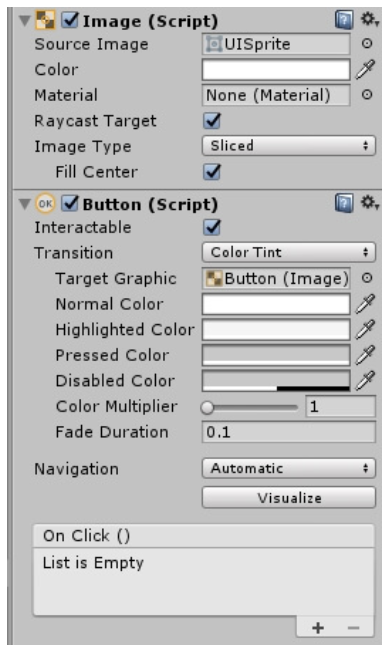 Image (Script)
Source Image UISprite
Color
Material None (Material)
Raycast Target
Image Type Sliced
Fill Center
OK Button (Script)
Interactable
Transition Color Tint
Target Graphic Button (Image)
Normal Color
Highlighted Color
Pressed Color
Disabled Color
Color Multiplier 1
Fade Duration 0.1
Navigation Automatic
Visualize
On Click ()
List is Empty
+ −